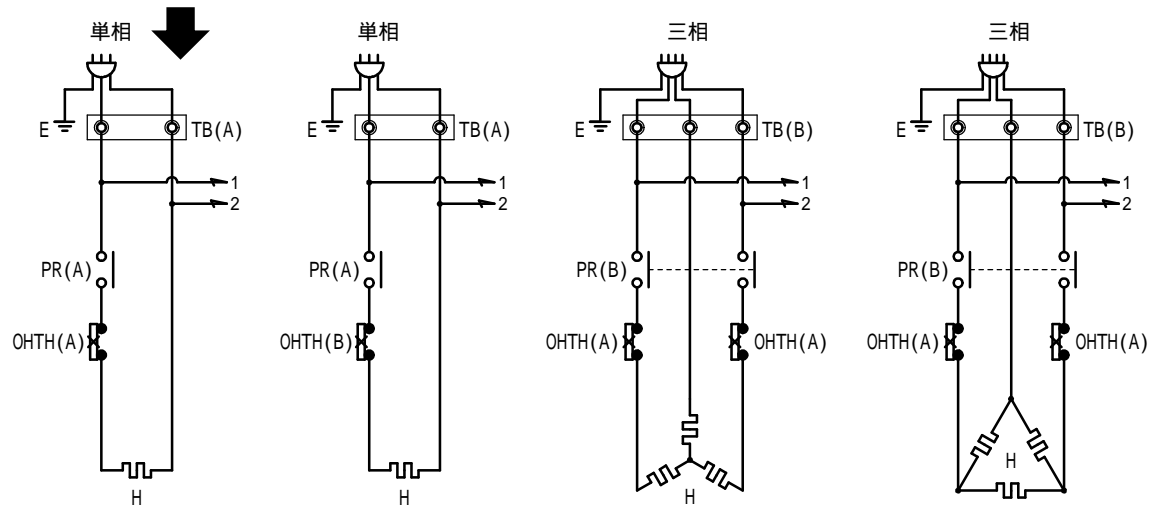 単相
単相
三相
三相
E
TB(A)
E
TB(A)
E
TB(B)
E
TB(B)
1
1
1
1
2
2
2
2
PR(A)
PR(A)
PR(B)
PR(B)
OHTH(A)
OHTH(B)
OHTH(A)
OHTH(A)
OHTH(A)
OHTH(A)
H
H
H
H